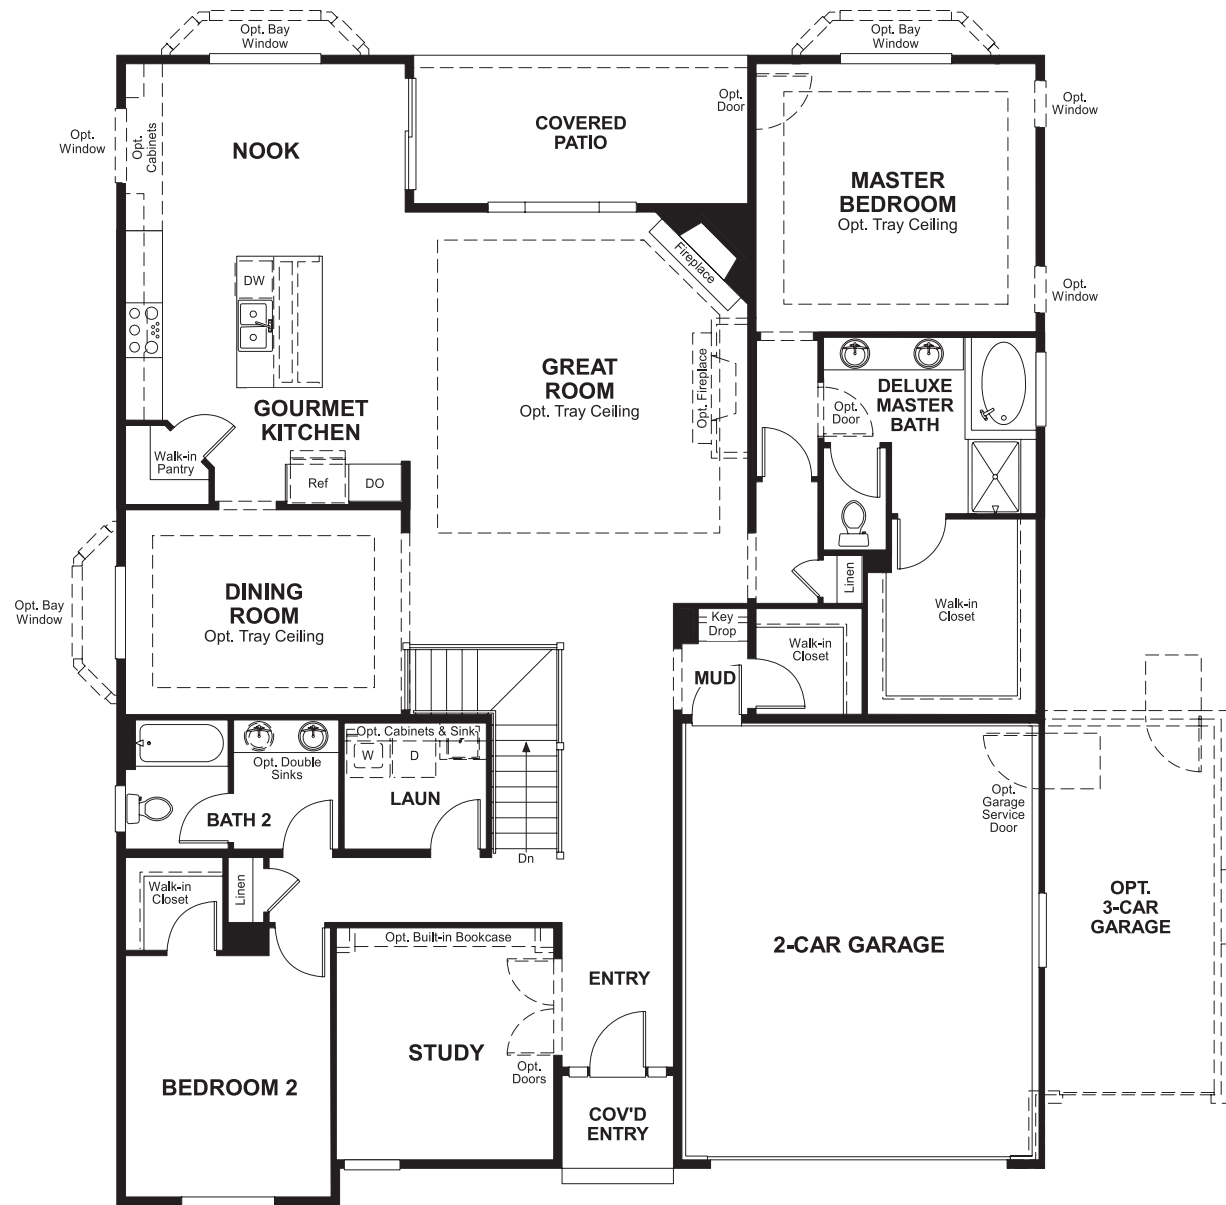 Opt. Bay
Window
Opt. Bay
Window
Opt.
Window
Opt.
Cabinets
NOOK
COVERED
PATIO
Opt.
Door
MASTER
BEDROOM
Opt. Tray Ceiling
Opt.
Window
Opt.
Window
DW
Fireplace
Opt. Fireplace
GREAT
ROOM
Opt. Tray Ceiling
GOURMET
KITCHEN
Walk-in
Pantry
Ref
DO
DELUXE
MASTER
BATH
Opt.
Door
Linen
Walk-in
Closet
Opt. Bay
Window
DINING
ROOM
Opt. Tray Ceiling
Key
Drop
MUD
Walk-in
Closet
Opt. Cabinets & Sink
W
D
LAUN
Opt. Double
Sinks
BATH 2
Dn
Walk-in
Closet
Linen
Opt.
Garage
Service
Door
OPT.
3-CAR
GARAGE
2-CAR GARAGE
Opt. Built-in Bookcase
ENTRY
STUDY
Opt.
Doors
BEDROOM 2
COV'D
ENTRY